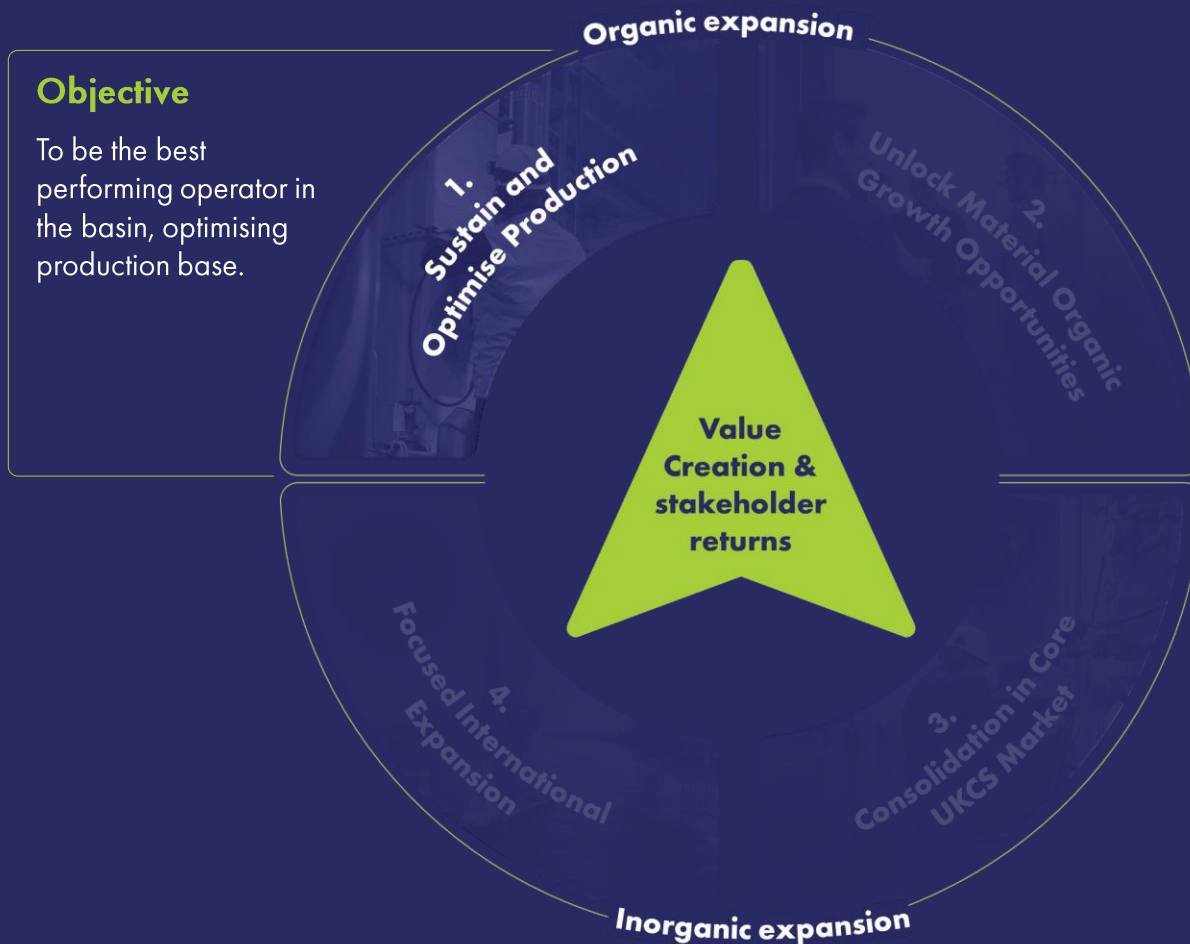 Organic expansion
Objective
To be the best
performing operator in
the basin, optimising
production base.
1.
Sustain and
Optimise Production
2.
Unlock Material Organic
Growth Opportunities
Value
Creation &
stakeholder
returns
3.
Consolidation in Core
UKCS Market
4.
Focused International
Expansion
Inorganic expansion